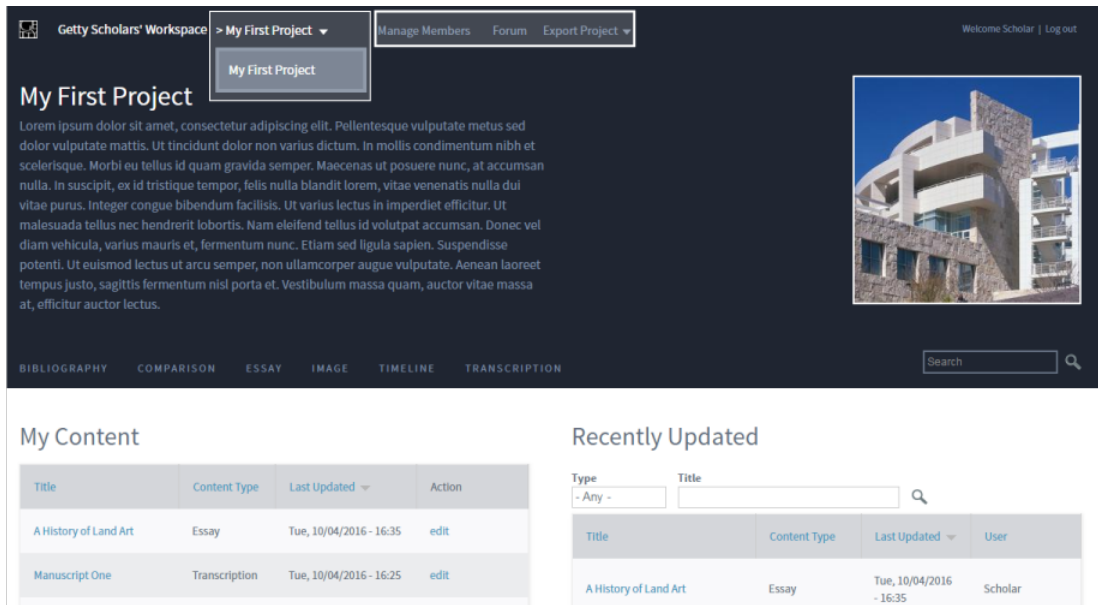 Getty Scholars' Workspace > My First Project Manage Members Forum Export Project Welcome Scholar | Log out
My First Project
My First Project
Lorem ipsum dolor sit amet, consectetur adipiscing elit. Pellentesque vulputate metus sed
dolor vulputate mattis. Ut tincidunt dolor non varius dictum. In mollis condimentum nibh et
scelerisque. Morbi eu tellus id quam gravida semper. Maecenas ut posuere nunc, at accumsan
nulla. In suscipit, ex id tristique tempor, felis nulla blandit lorem, vitae venenatis nulla dui
vitae purus. Integer congue bibendum facilisis. Ut varius lectus in imperdiet efficitur. Ut
malesuada tellus nec hendrerit lobortis. Nam eleifend tellus id volutpat accumsan. Donec vel
diam vehicula, varius mauris et, fermentum nunc. Etiam sed ligula sapien. Suspendisse
potenti. Ut euismod lectus ut arcu semper, non ullamcorper augue vulputate. Aenean laoreet
tempus justo, sagittis fermentum nisl porta et. Vestibulum massa quam, auctor vitae massa
at, efficitur auctor lectus.
Search
BIBLIOGRAPHY COMPARISON ESSAY IMAGE TIMELINE TRANSCRIPTION
My Content
Title Content Type Last Updated Action
A History of Land Art Essay Tue, 10/04/2016 - 16:35 edit
Manuscript One Transcription Tue, 10/04/2016 - 16:25 edit
Recently Updated
Type Title
- Any -
Title Content Type Last Updated User
A History of Land Art Essay Tue, 10/04/2016 - 16:35 Scholar